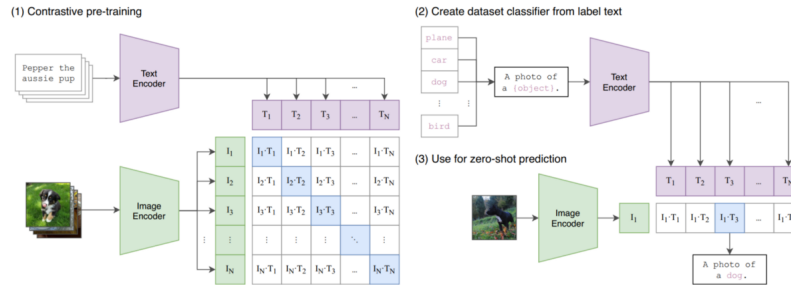 (1) Contrastive pre-training
Pepper the
aussie pup
Text
Encoder
...
T1 T2 T3 ... TN
Image
Encoder
I1 I1·T1 I1·T2 I1·T3 ... I1·TN
I2 I2·T1 I2·T2 I2·T3 ... I2·TN
I3 I3·T1 I3·T2 I3·T3 ... I3·TN
⋮ ⋮ ⋮ ⋮ ⋱ ⋮
IN IN·T1 IN·T2 IN·T3 ... IN·TN
(2) Create dataset classifier from label text
plane
car
dog
⋮
bird
A photo of
a {object}.
⋮
Text
Encoder
...
(3) Use for zero-shot prediction
T1 T2 T3 ... TN
Image
Encoder
I1 I1·T1 I1·T2 I1·T3 ... I1·T
A photo of
a dog.